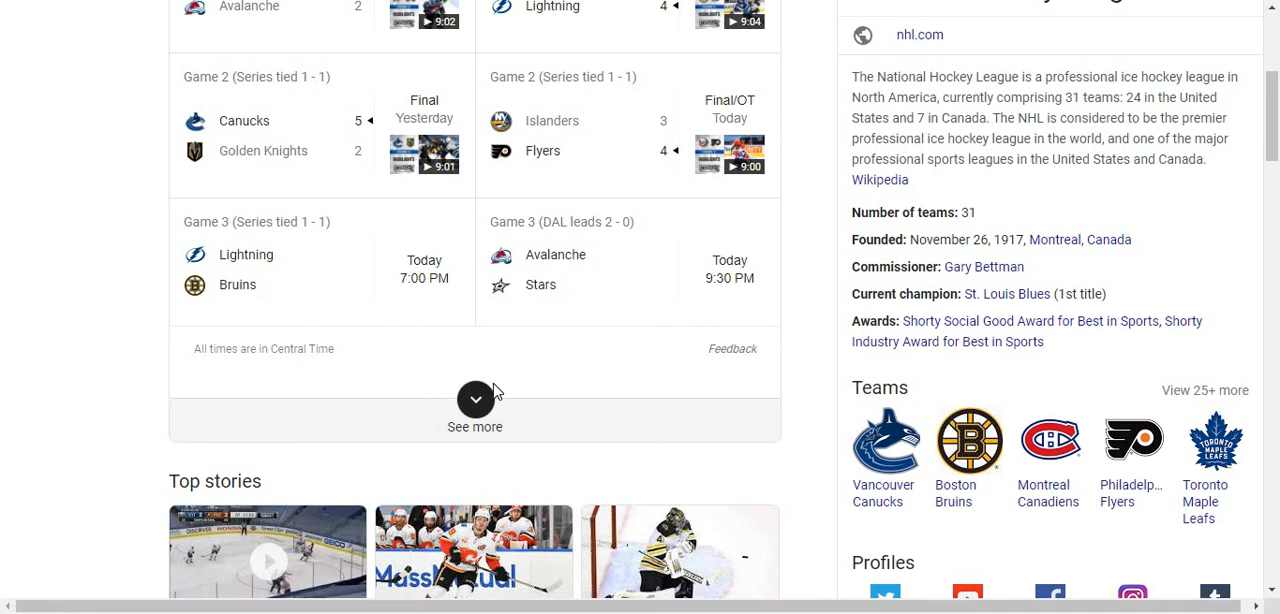 Avalanche 2
9:02
Lightning 4
9:04
Game 2 (Series tied 1 - 1)
Canucks 5
Golden Knights 2
Final
Yesterday
9:01
Game 2 (Series tied 1 - 1)
Islanders 3
Flyers 4
Final/OT
Today
9:00
Game 3 (Series tied 1 - 1)
Lightning
Bruins
Today
7:00 PM
Game 3 (DAL leads 2 - 0)
Avalanche
Stars
Today
9:30 PM
All times are in Central Time
Feedback
See more
Top stories
nhl.com
The National Hockey League is a professional ice hockey league in
North America, currently comprising 31 teams: 24 in the United
States and 7 in Canada. The NHL is considered to be the premier
professional ice hockey league in the world, and one of the major
professional sports leagues in the United States and Canada.
Wikipedia
Number of teams: 31
Founded: November 26, 1917, Montreal, Canada
Commissioner: Gary Bettman
Current champion: St. Louis Blues (1st title)
Awards: Shorty Social Good Award for Best in Sports, Shorty
Industry Award for Best in Sports
Teams
View 25+ more
Vancouver
Canucks
Boston
Bruins
Montreal
Canadiens
Philadelp...
Flyers
Toronto
Maple
Leafs
Profiles